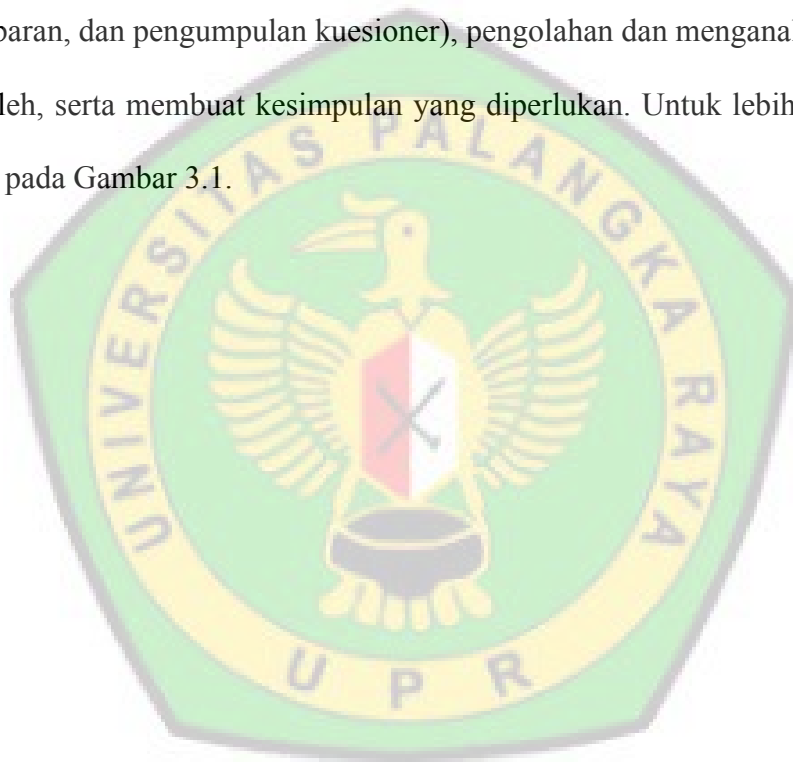 paran, dan pengumpulan kuesioner), pengolahan dan menganal
leh, serta membuat kesimpulan yang diperlukan. Untuk lebih
pada Gambar 3.1.
UNIVERSITAS PALANGKA RAYA
UPR